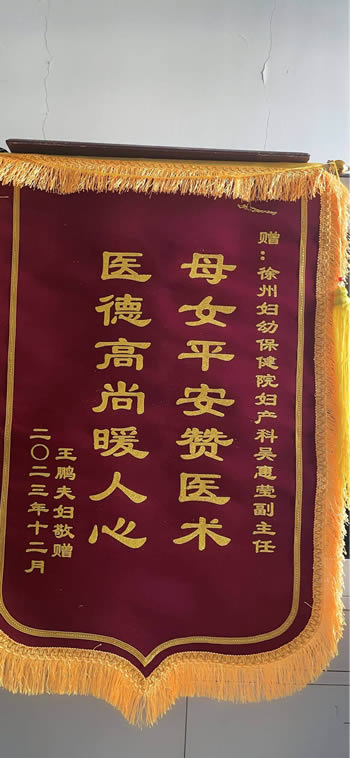 赠：徐州妇幼保健院妇产科吴惠莹副主任
母女平安赞医术
医德高尚暖人心
王鹏夫妇敬赠
二〇二三年十二月